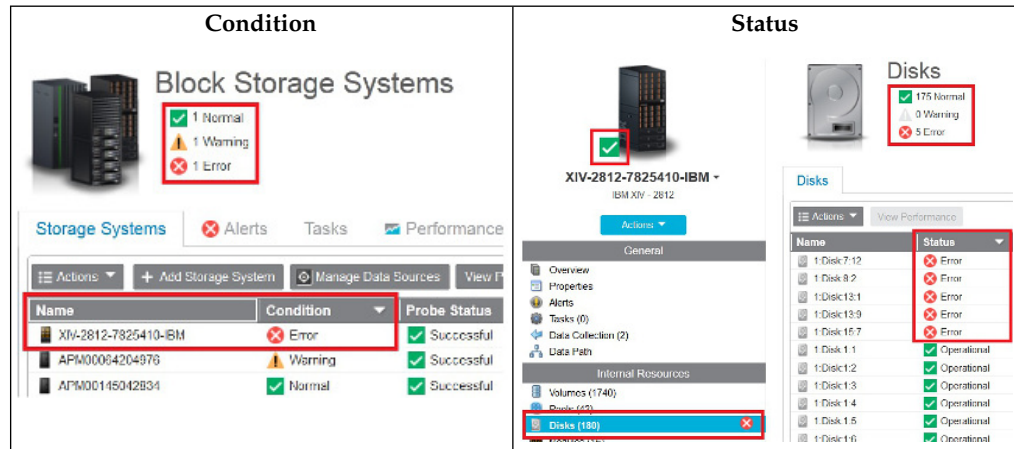 Condition
Block Storage Systems
1 Normal
1 Warning
1 Error
Storage Systems Alerts Tasks Performance
Actions + Add Storage System Manage Data Sources View P
Name Condition Probe Status
XIV-2812-7825410-IBM Error Successful
APM00064204976 Warning Successful
APM00145042834 Normal Successful
Status
XIV-2812-7825410-IBM
IBM XIV - 2812
Actions
General
Overview
Properties
Alerts
Tasks (0)
Data Collection (2)
Data Path
Internal Resources
Volumes (1740)
Pools (42)
Disks (180)
Disks
175 Normal
0 Warning
5 Error
Disks
Actions View Performance
Name Status
1:Disk:7:12 Error
1:Disk:8:2 Error
1:Disk:13:1 Error
1:Disk:13:9 Error
1:Disk:15:7 Error
1:Disk:1:1 Operational
1:Disk:1:2 Operational
1:Disk:1:3 Operational
1:Disk:1:4 Operational
1:Disk:1:5 Operational
1:Disk:1:6 Operational